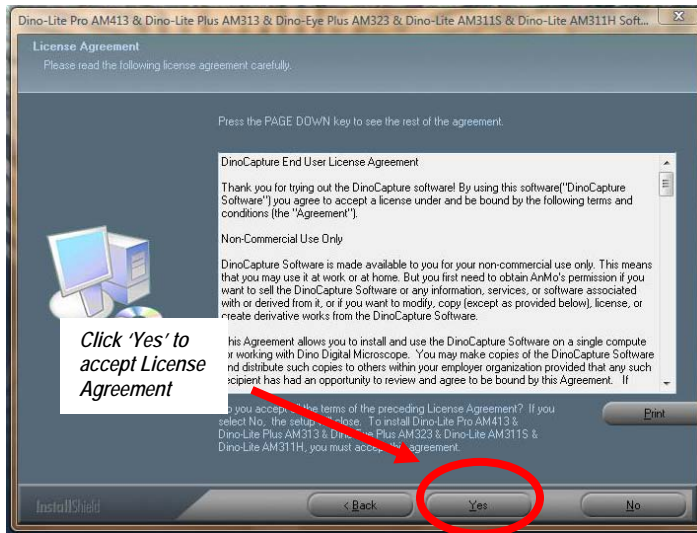 Dino-Lite Pro AM413 & Dino-Lite Plus AM313 & Dino-Eye Plus AM323 & Dino-Lite AM311S & Dino-Lite AM311H Soft...
License Agreement
Please read the following license agreement carefully.
Press the PAGE DOWN key to see the rest of the agreement.
DinoCapture End User License Agreement
Thank you for trying out the DinoCapture software! By using this software("DinoCapture
Software") you agree to accept a license under and be bound by the following terms and
conditions (the "Agreement").
Non-Commercial Use Only
DinoCapture Software is made available to you for your non-commercial use only. This means
that you may use it at work or at home. But you first need to obtain AnMo's permission if you
want to sell the DinoCapture Software or any information, services, or software associated
with or derived from it, or if you want to modify, copy (except as provided below), license, or
create derivative works from the DinoCapture Software.
This Agreement allows you to install and use the DinoCapture Software on a single compute
for working with Dino Digital Microscope. You may make copies of the DinoCapture Software
and distribute such copies to others within your employer organization provided that any such
recipient has had an opportunity to review and agree to be bound by this Agreement. If
Click 'Yes' to
accept License
Agreement
Do you accept all the terms of the preceding License Agreement? If you
select No, the setup will close. To install Dino-Lite Pro AM413 &
Dino-Lite Plus AM313 & Dino-Eye Plus AM323 & Dino-Lite AM311S &
Dino-Lite AM311H, you must accept this agreement.
Print
InstallShield
< Back
Yes
No